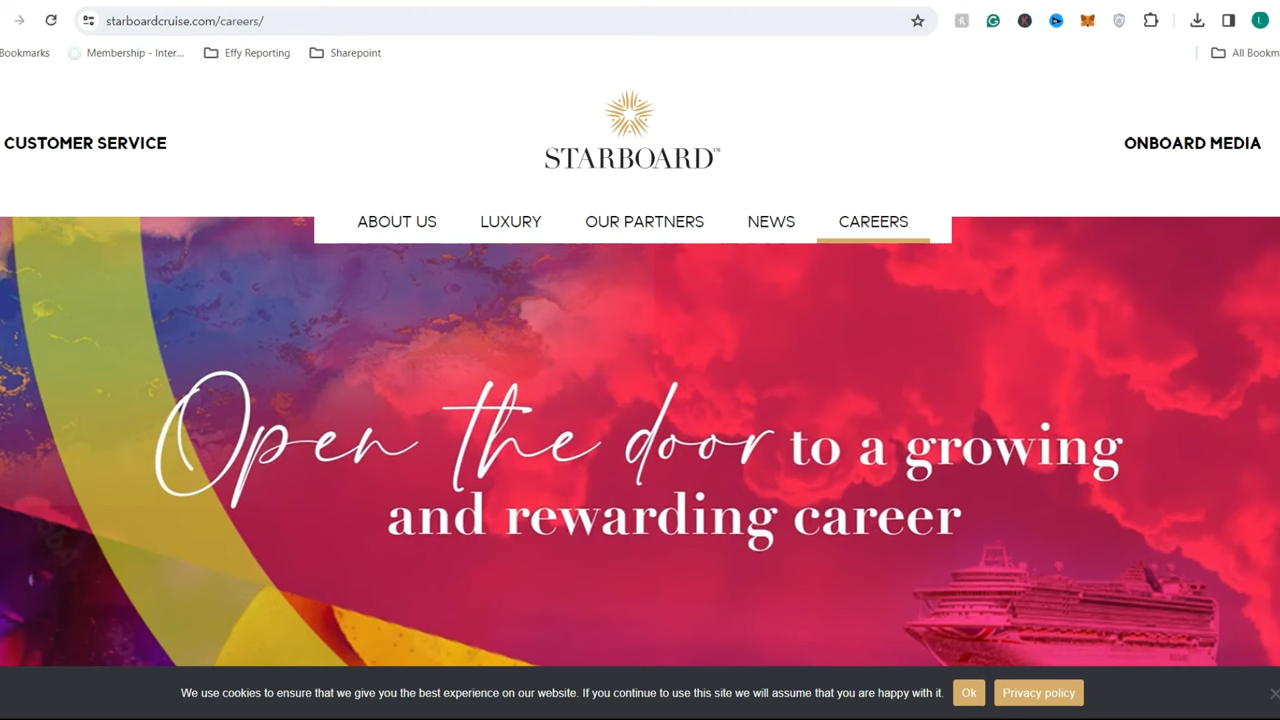 starboardcruise.com/careers/
Bookmarks Membership - Inter... Effy Reporting Sharepoint All Bookm
CUSTOMER SERVICE
STARBOARD™
ONBOARD MEDIA
ABOUT US LUXURY OUR PARTNERS NEWS CAREERS
Open the door to a growing
and rewarding career
We use cookies to ensure that we give you the best experience on our website. If you continue to use this site we will assume that you are happy with it. Ok Privacy policy